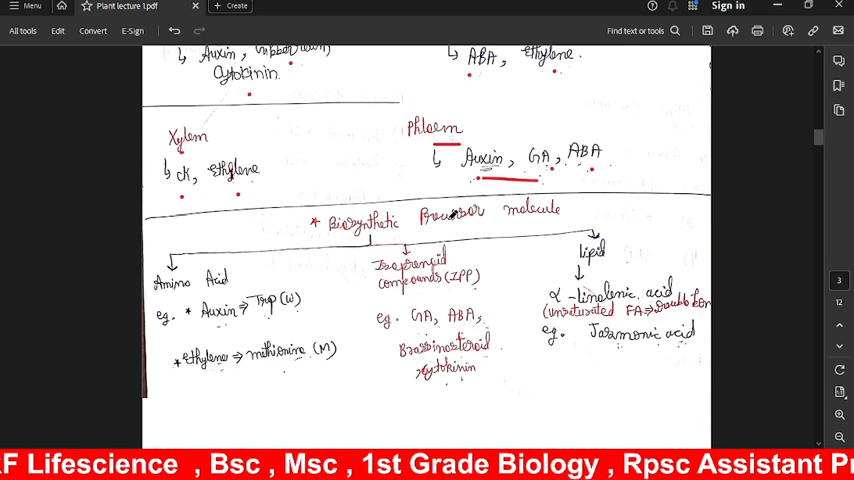 Menu
Plant lecture 1.pdf
Create
Sign in
All tools Edit Convert E-Sign
Find text or tools
↳ Auxin,
Cytokinin
↳ ABA, Ethylene.
Xylem
↳ CK, Ethylene
Phloem
↳ Auxin, GA, ABA
* Biosynthetic Precursor molecule
Amino Acid
eg. * Auxin ⇒ Trop (W)
* Ethylene ⇒ methionine (M)
Isoprenoid
compounds (IPP)
eg. GA, ABA,
Brassinosteroid
, cytokinin
Lipid
α-linolenic acid
(unsaturated FA ⇒
eg. Jasmonic acid
3
12
RF Lifescience , Bsc , Msc , 1st Grade Biology , Rpsc Assistant Pr